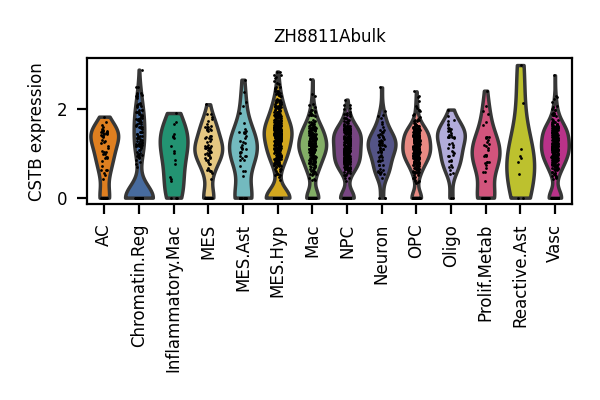 ZH8811Abulk
CSTB expression
2
0
AC
Chromatin.Reg
Inflammatory.Mac
MES
MES.Ast
MES.Hyp
Mac
NPC
Neuron
OPC
Oligo
Prolif.Metab
Reactive.Ast
Vasc